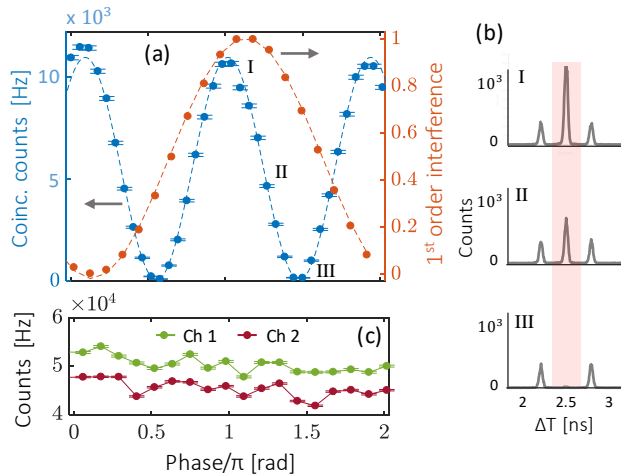 x 10³
(a)
I
II
III
Coinc. counts [Hz]
10
5
0
1
0.8
0.6
0.4
0.2
0
1st order interference
(b)
I
II
III
10³
0
10³
0
10³
0
Counts
2 2.5 3
ΔT [ns]
×10⁴
(c)
Ch 1 Ch 2
Counts [Hz]
6
5
4
0 0.5 1 1.5 2
Phase/π [rad]